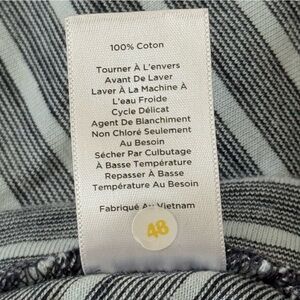 100% Coton
Tourner À L'envers
Avant De Laver
Laver À La Machine À
L'eau Froide
Cycle Délicat
Agent De Blanchiment
Non Chloré Seulement
Au Besoin
Sécher Par Culbutage
À Basse Température
Repasser À Basse
Température Au Besoin
Fabriqué Au Vietnam
48